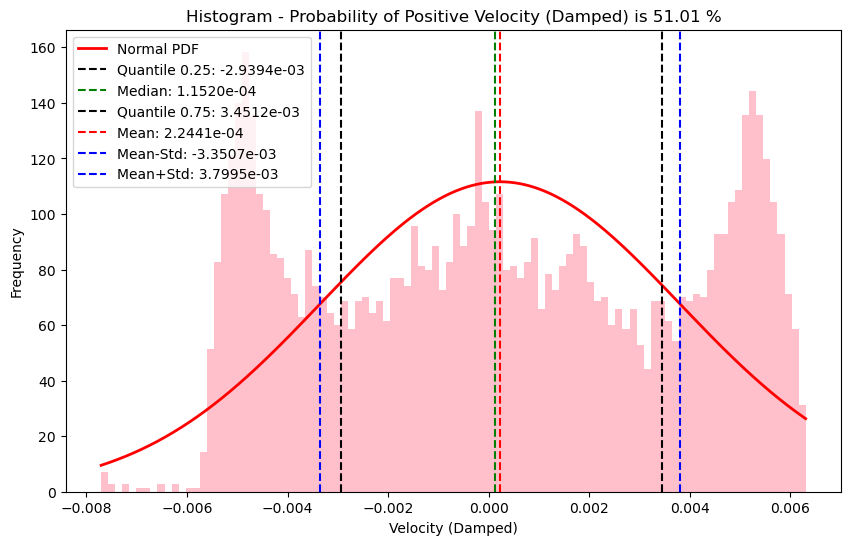 Histogram - Probability of Positive Velocity (Damped) is 51.01 %
Normal PDF
Quantile 0.25: -2.9394e-03
Median: 1.1520e-04
Quantile 0.75: 3.4512e-03
Mean: 2.2441e-04
Mean-Std: -3.3507e-03
Mean+Std: 3.7995e-03
Frequency
160
140
120
100
80
60
40
20
0
−0.008 −0.006 −0.004 −0.002 0.000 0.002 0.004 0.006
Velocity (Damped)